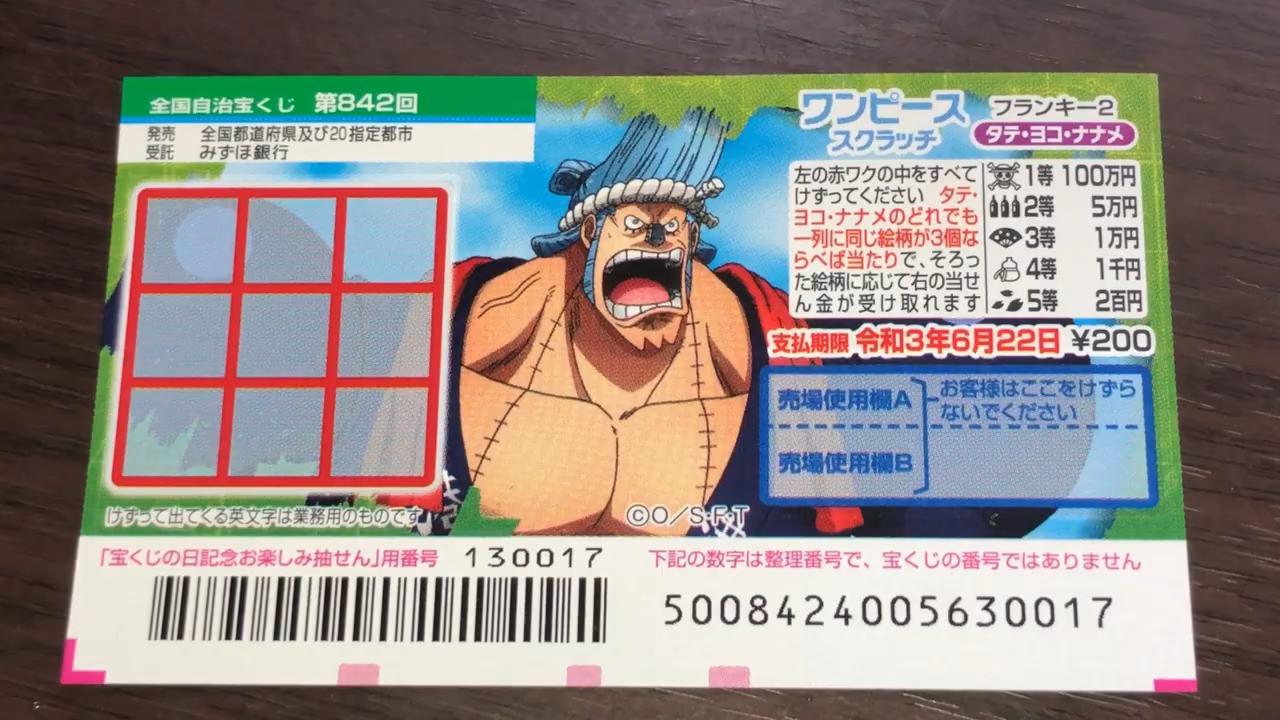 全国自治宝くじ 第842回
発売 全国都道府県及び20指定都市
受託 みずほ銀行
ワンピース
スクラッチ
フランキー2
タテ・ヨコ・ナナメ
左の赤ワクの中をすべて
けずってください タテ・
ヨコ・ナナメのどれでも
一列に同じ絵柄が3個な
らべば当たりで、そろっ
た絵柄に応じて右の当せ
ん金が受け取れます
1等 100万円
2等 5万円
3等 1万円
4等 1千円
5等 2百円
支払期限 令和3年6月22日 ¥200
売場使用欄A
お客様はここをけずら
ないでください
売場使用欄B
けずって出てくる英文字は業務用のものです
©O/S・F・T
「宝くじの日記念お楽しみ抽せん」用番号 130017
下記の数字は整理番号で、宝くじの番号ではありません
5008424005630017